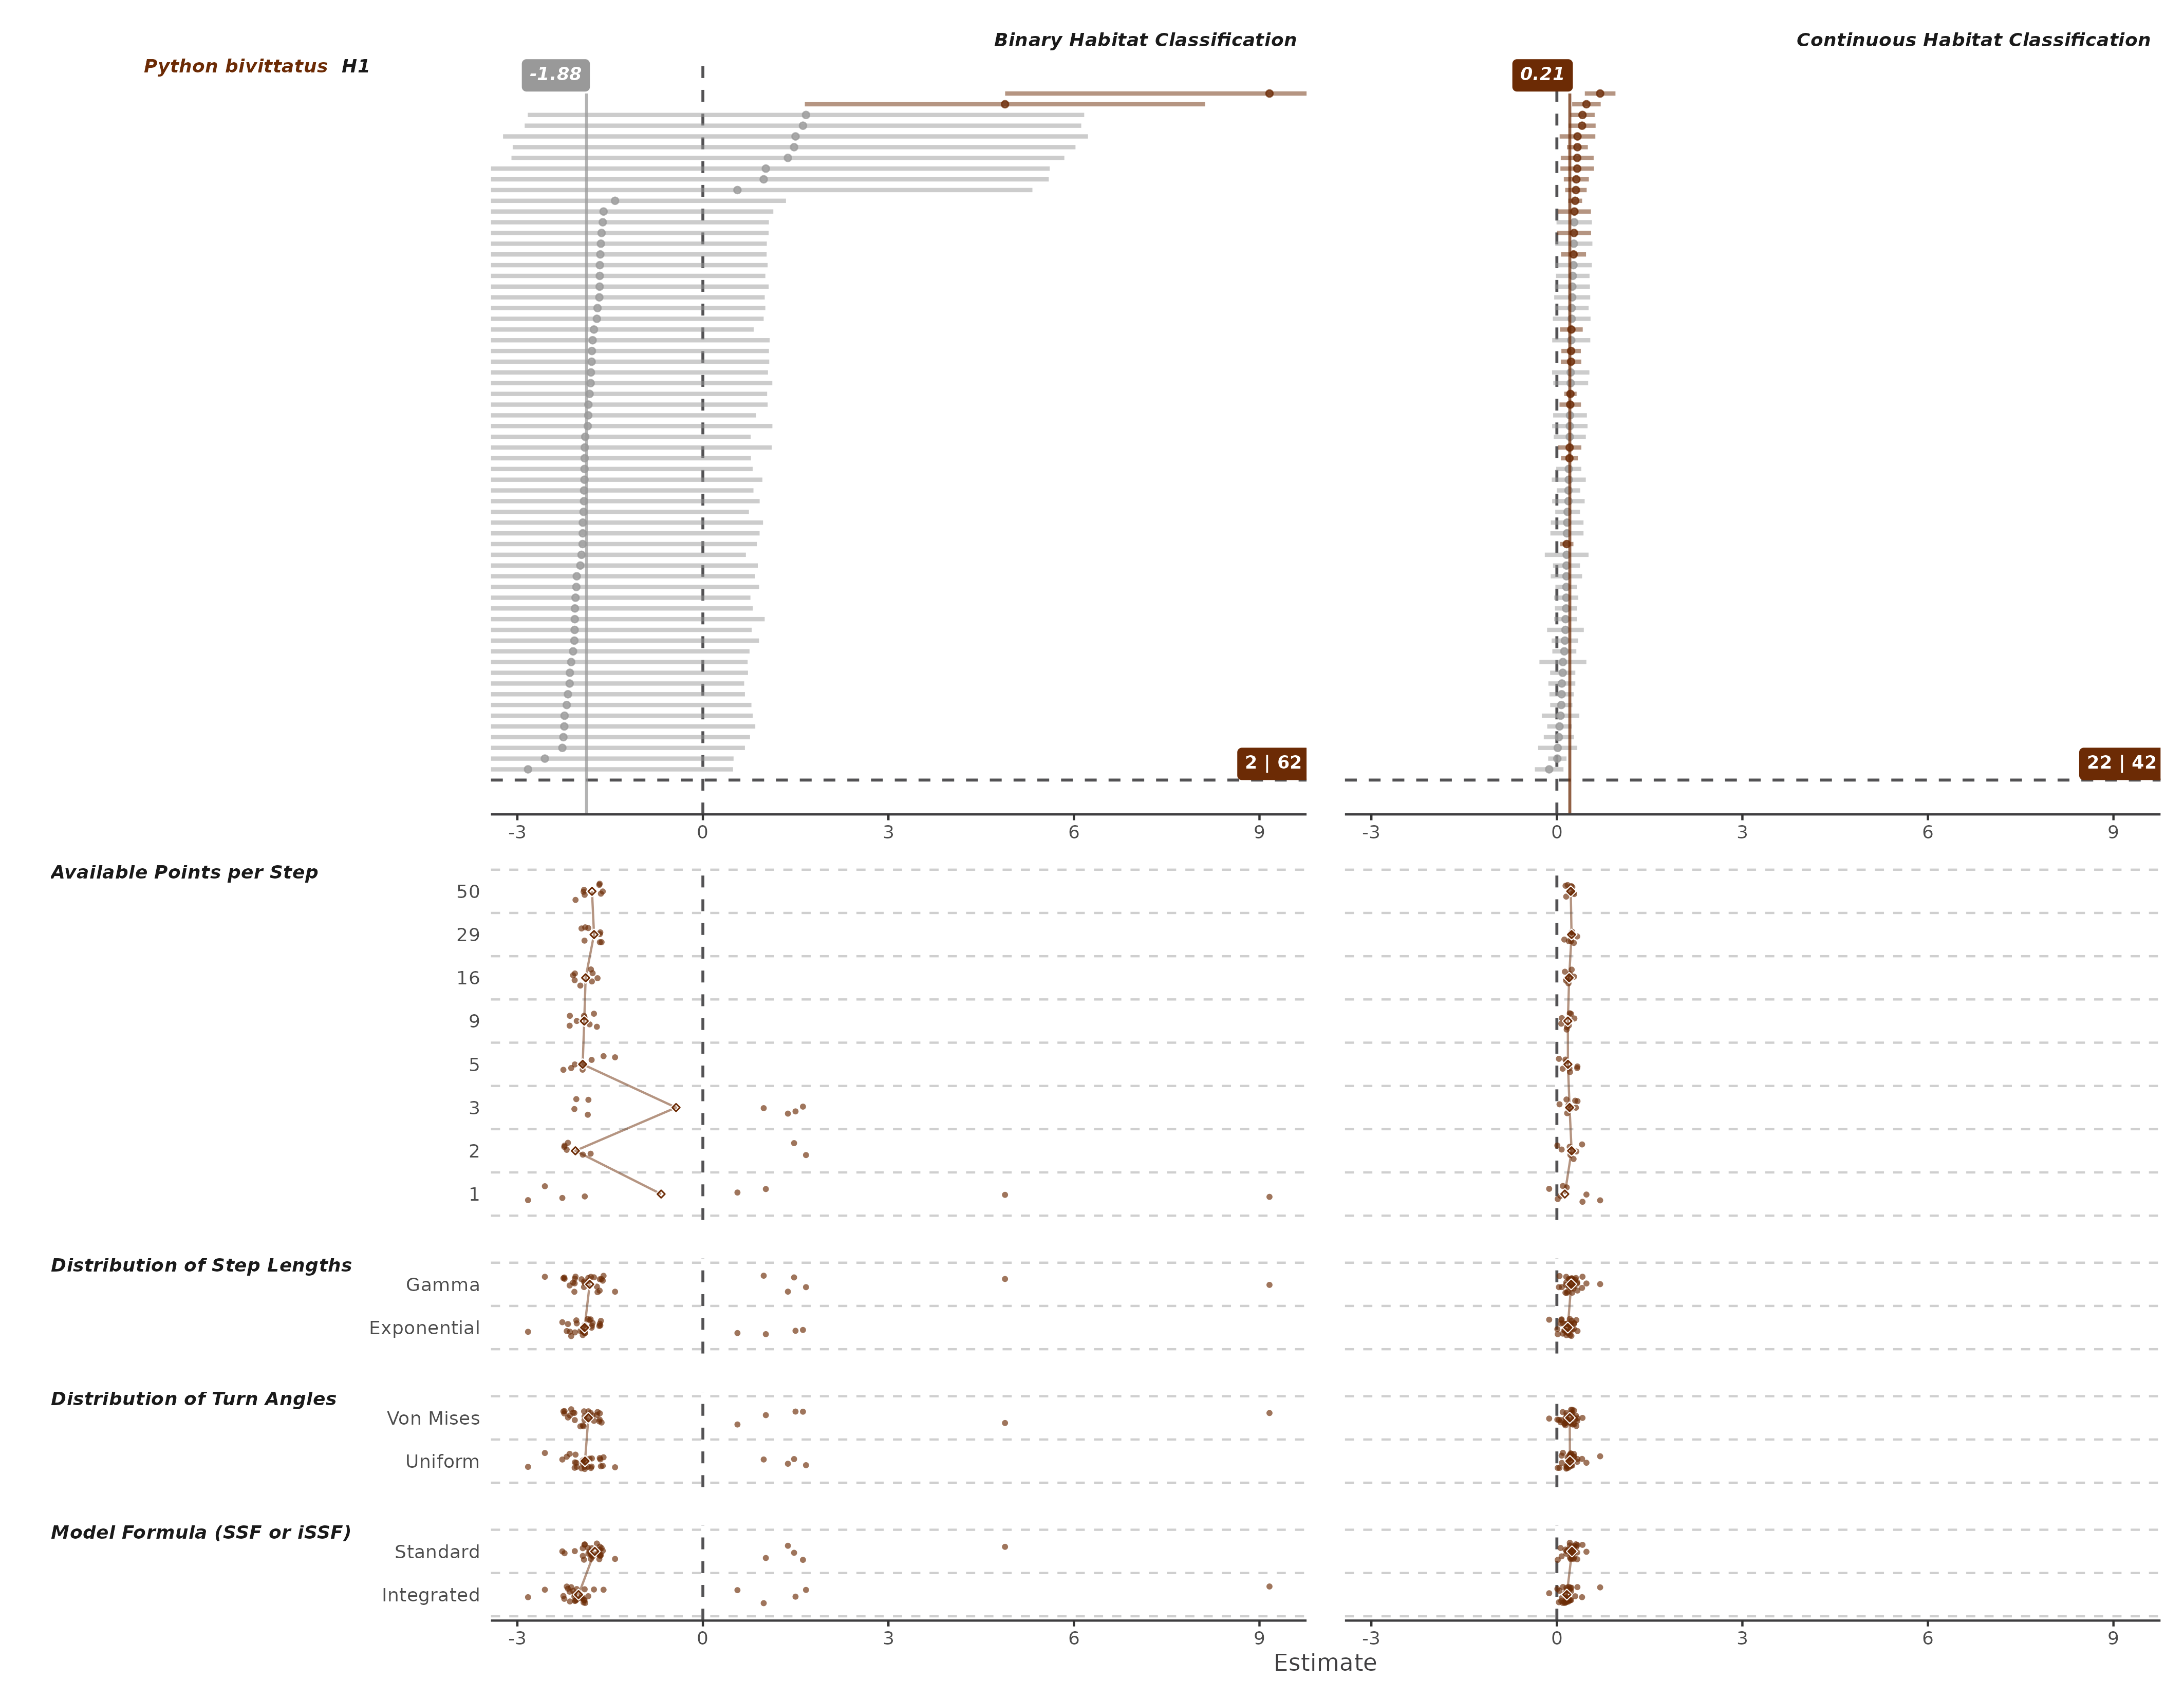 Binary Habitat Classification
Continuous Habitat Classification
Python bivittatus H1
-1.88
0.21
2 | 62
22 | 42
-3 0 3 6 9
-3 0 3 6 9
Available Points per Step
50
29
16
9
5
3
2
1
Distribution of Step Lengths
Gamma
Exponential
Distribution of Turn Angles
Von Mises
Uniform
Model Formula (SSF or iSSF)
Standard
Integrated
-3 0 3 6 9
-3 0 3 6 9
Estimate